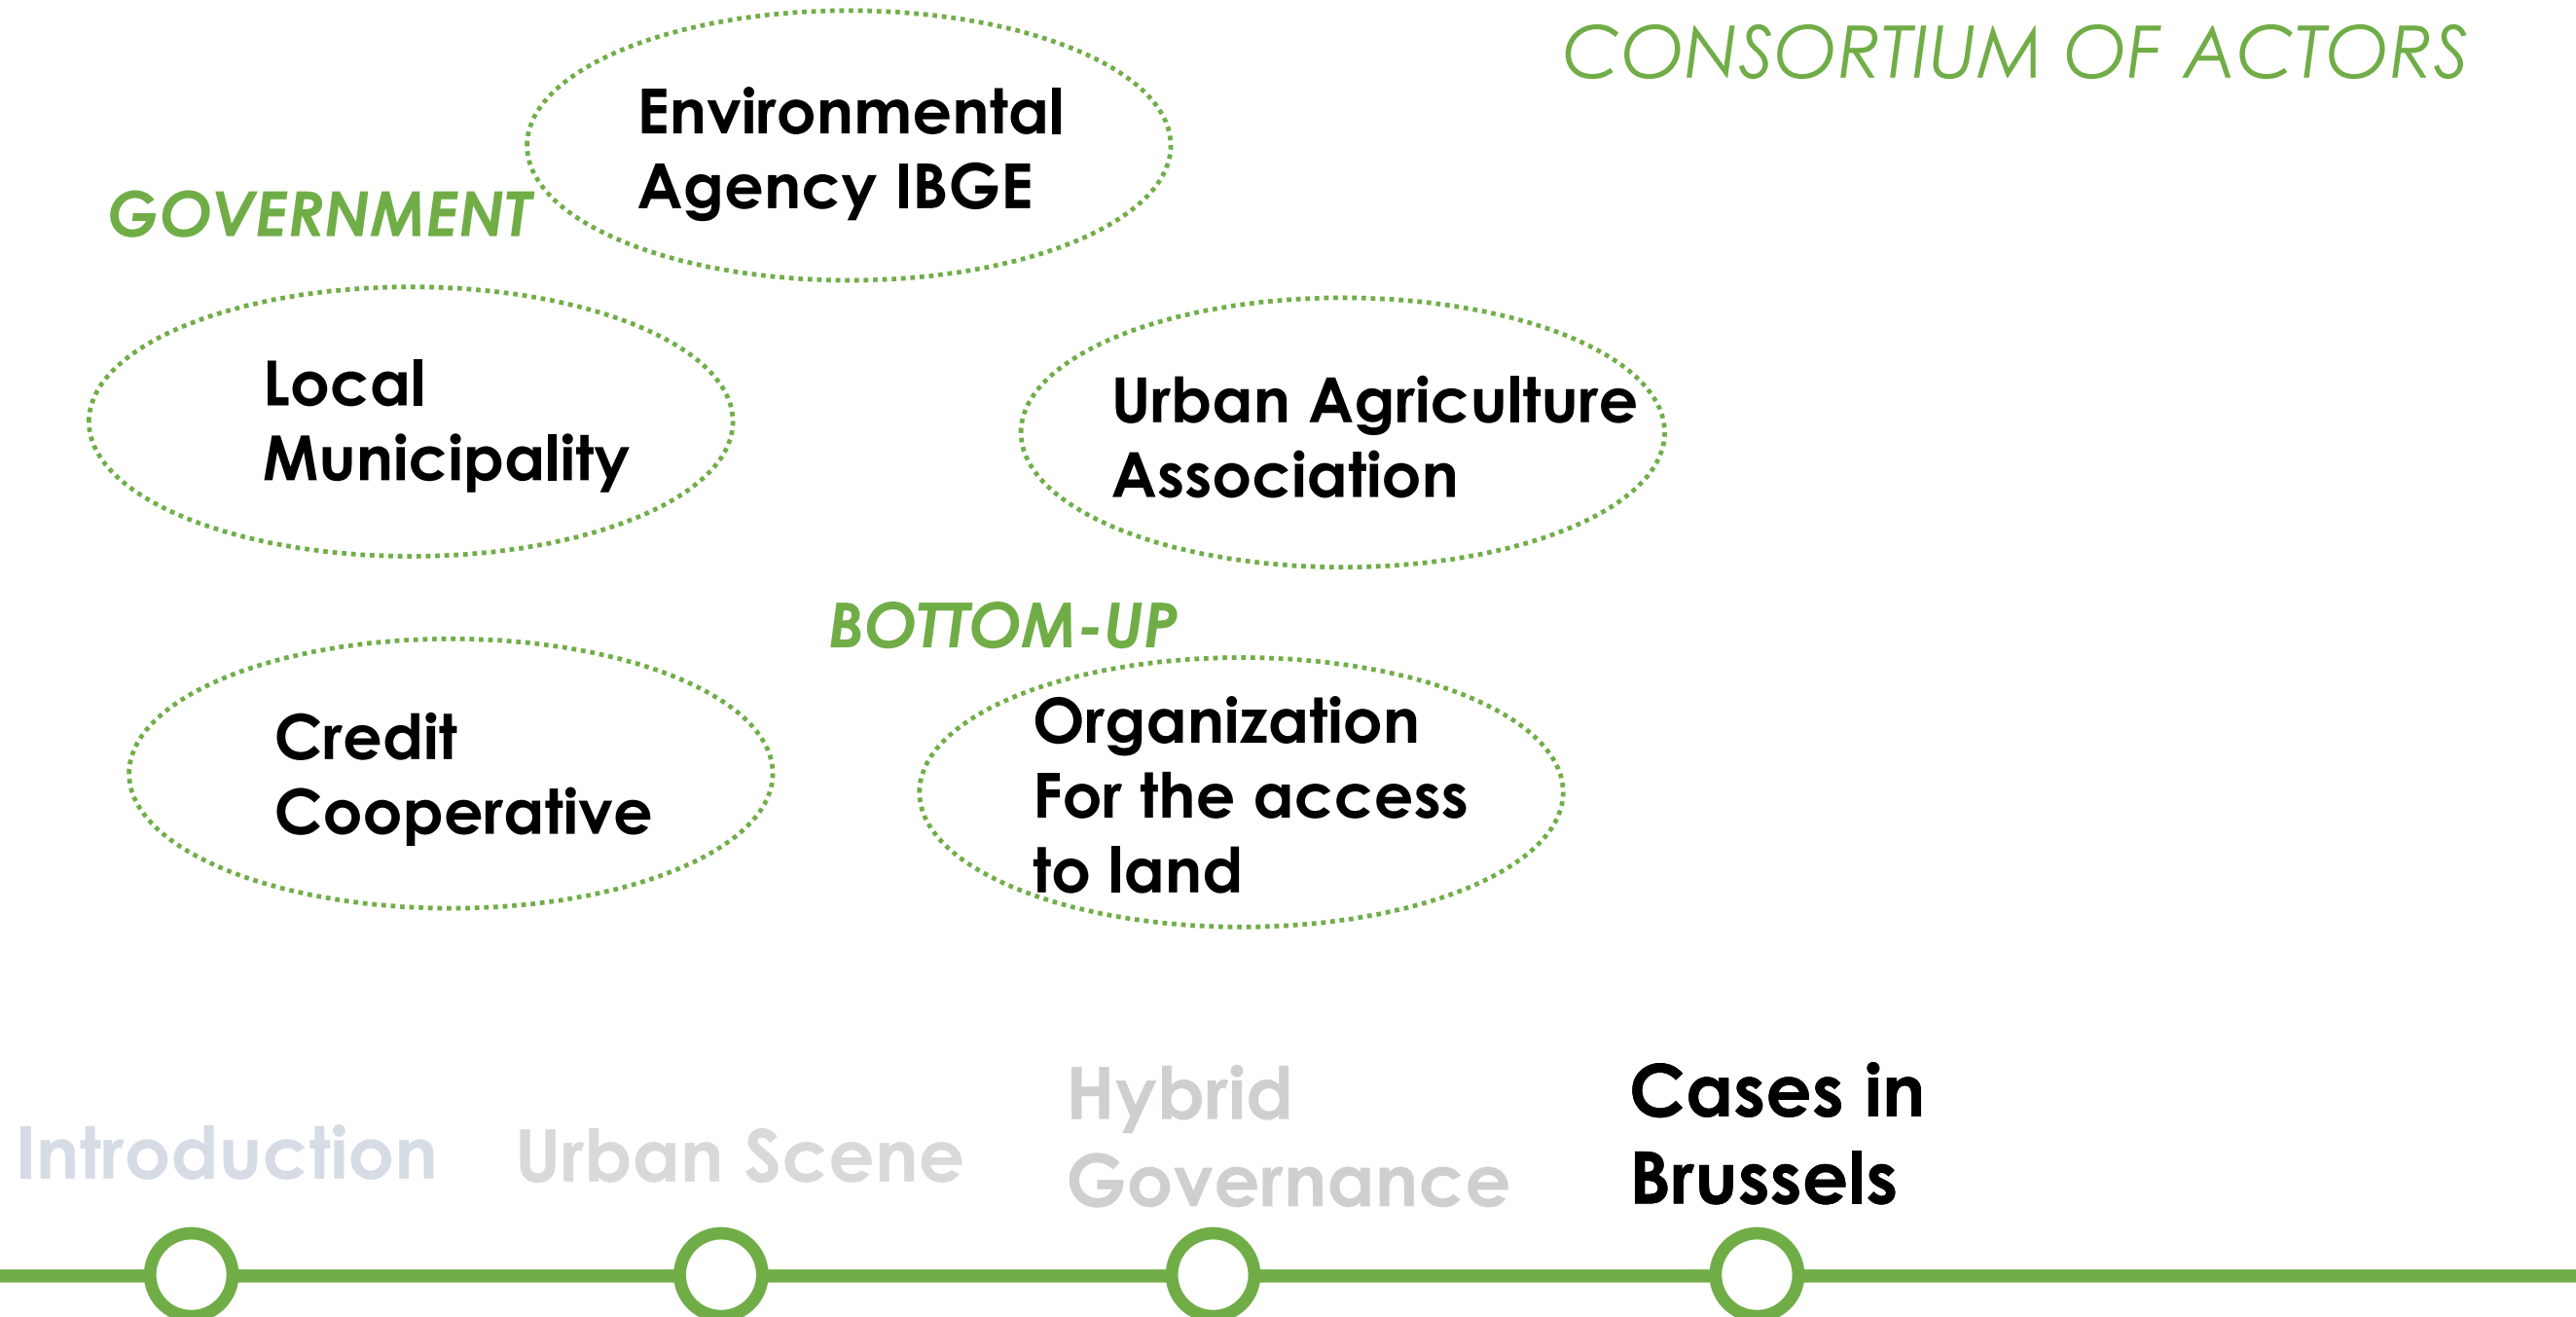 CONSORTIUM OF ACTORS
Environmental
Agency IBGE
GOVERNMENT
Local
Municipality
Urban Agriculture
Association
BOTTOM-UP
Credit
Cooperative
Organization
For the access
to land
Introduction
Urban Scene
Hybrid
Governance
Cases in
Brussels